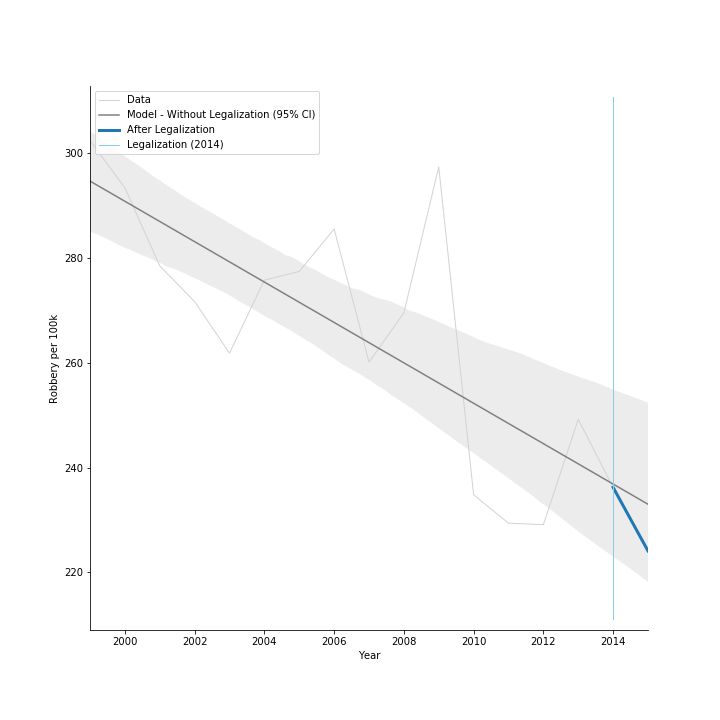 Data
Model - Without Legalization (95% CI)
After Legalization
Legalization (2014)
300
280
260
240
220
Robbery per 100k
2000 2002 2004 2006 2008 2010 2012 2014
Year